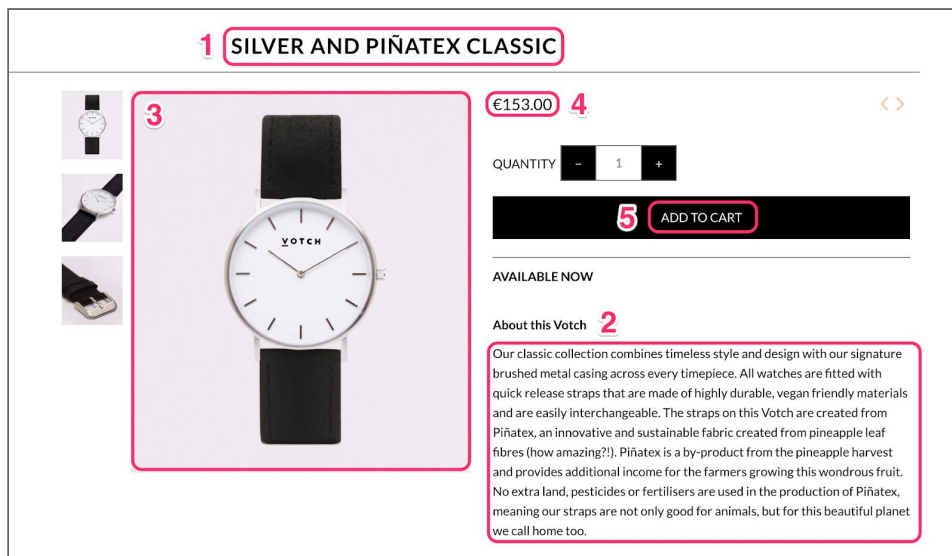 1 SILVER AND PIÑATEX CLASSIC
3
VOTCH
€153.00 4
< >
QUANTITY - 1 +
5 ADD TO CART
AVAILABLE NOW
About this Votch 2
Our classic collection combines timeless style and design with our signature
brushed metal casing across every timepiece. All watches are fitted with
quick release straps that are made of highly durable, vegan friendly materials
and are easily interchangeable. The straps on this Votch are created from
Piñatex, an innovative and sustainable fabric created from pineapple leaf
fibres (how amazing?!). Piñatex is a by-product from the pineapple harvest
and provides additional income for the farmers growing this wondrous fruit.
No extra land, pesticides or fertilisers are used in the production of Piñatex,
meaning our straps are not only good for animals, but for this beautiful planet
we call home too.